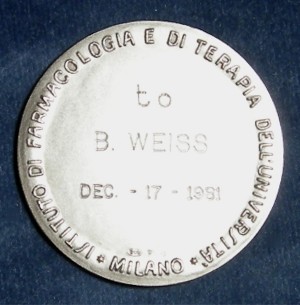 ISTITUTO DI FARMACOLOGIA E DI TERAPIA DELL'UNIVERSITÀ * MILANO *
to
B. WEISS
DEC. - 17 - 1981